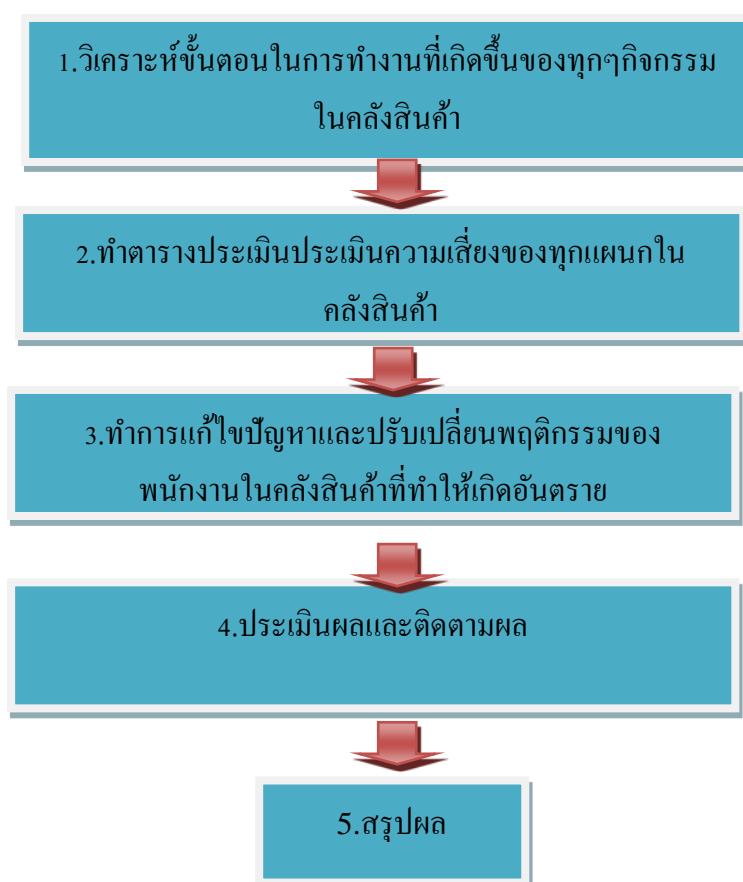 1.วิเคราะห์ขั้นตอนในการทำงานที่เกิดขึ้นของทุกๆกิจกรรม
ในคลังสินค้า
2.ทำตารางประเมินประเมินความเสี่ยงของทุกแผนกใน
คลังสินค้า
3.ทำการแก้ไขปัญหาและปรับเปลี่ยนพฤติกรรมของ
พนักงานในคลังสินค้าที่ทำให้เกิดอันตราย
4.ประเมินผลและติดตามผล
5.สรุปผล